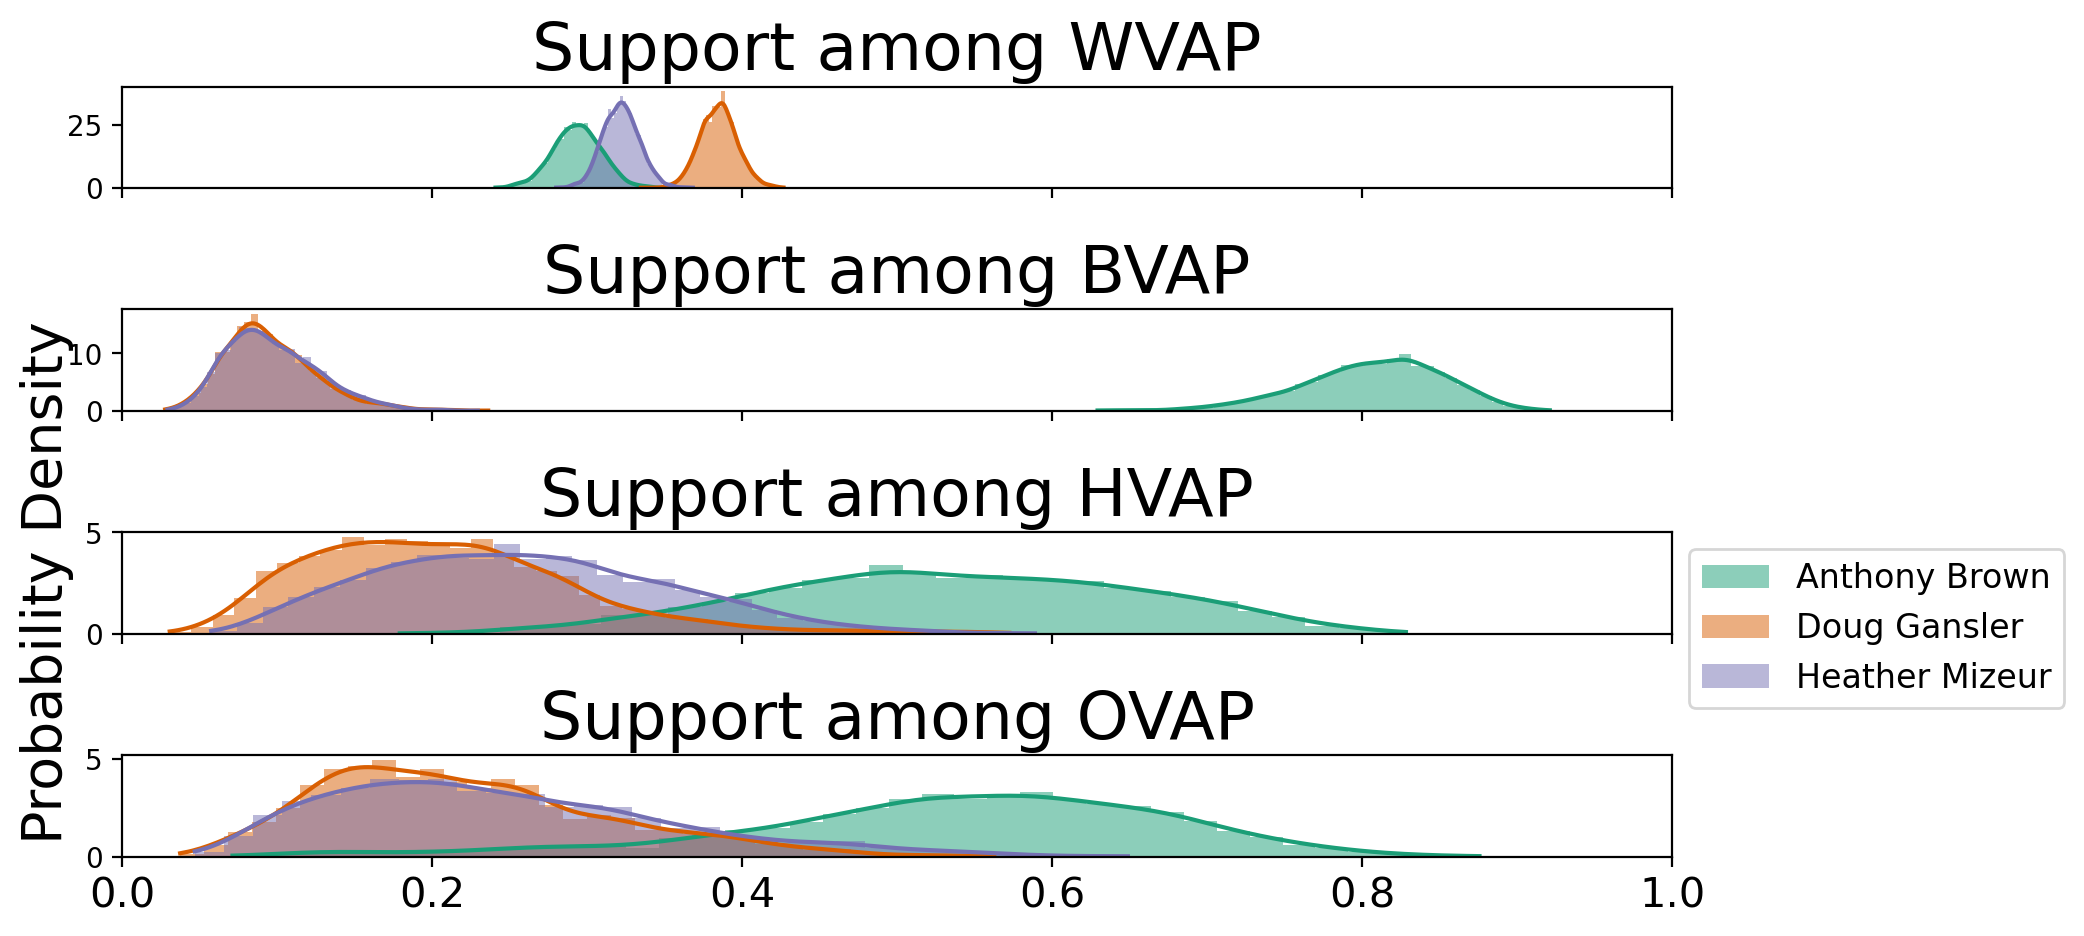 Support among WVAP
25
0
Support among BVAP
10
0
Support among HVAP
5
0
Support among OVAP
5
0
0.0 0.2 0.4 0.6 0.8 1.0
Probability Density
Anthony Brown
Doug Gansler
Heather Mizeur